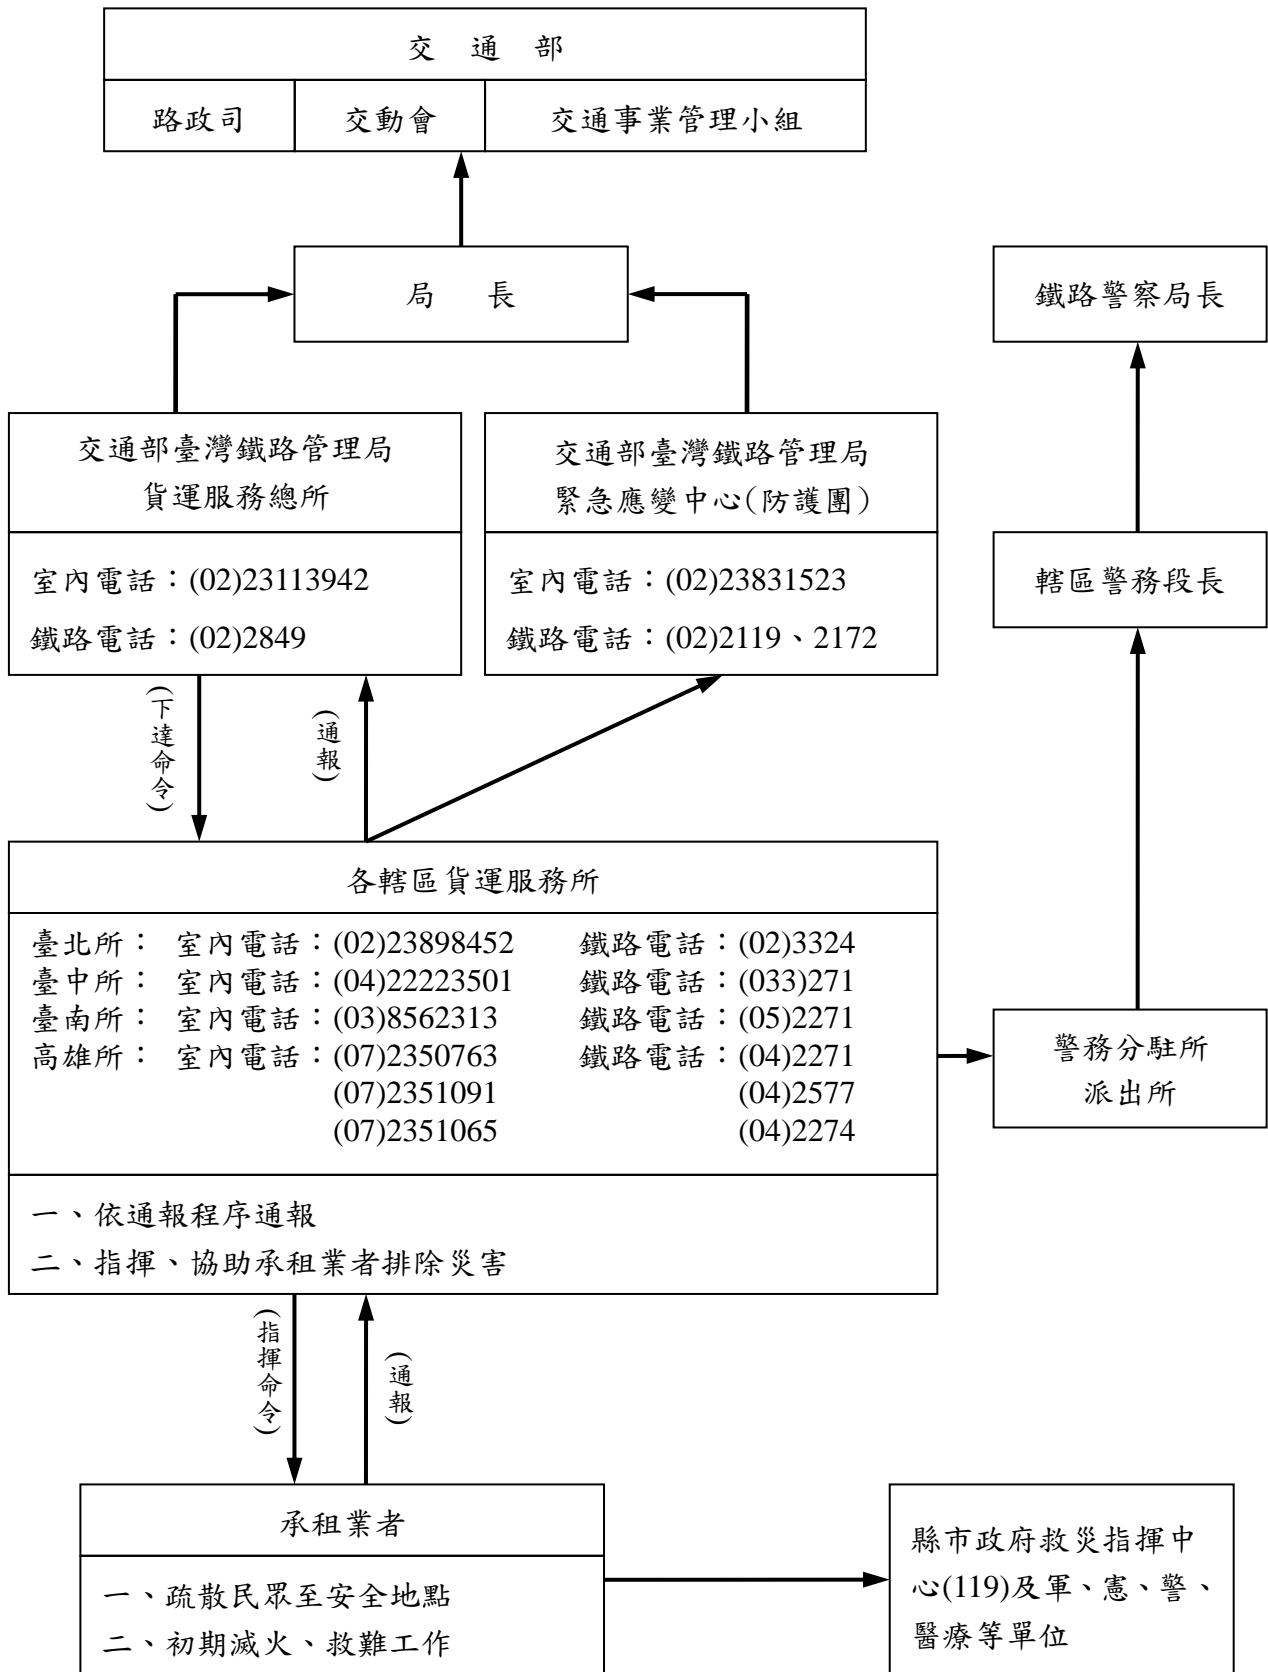 交通部
路政司 交動會 交通事業管理小組
局長
鐵路警察局長
交通部臺灣鐵路管理局
貨運服務總所
室內電話：(02)23113942
鐵路電話：(02)2849
交通部臺灣鐵路管理局
緊急應變中心(防護團)
室內電話：(02)23831523
鐵路電話：(02)2119、2172
轄區警務段長
(下達命令)
(通報)
各轄區貨運服務所
臺北所： 室內電話：(02)23898452 鐵路電話：(02)3324
臺中所： 室內電話：(04)22223501 鐵路電話：(033)271
臺南所： 室內電話：(03)8562313 鐵路電話：(05)2271
高雄所： 室內電話：(07)2350763 鐵路電話：(04)2271
(07)2351091 (04)2577
(07)2351065 (04)2274
一、依通報程序通報
二、指揮、協助承租業者排除災害
警務分駐所
派出所
(指揮命令)
(通報)
承租業者
一、疏散民眾至安全地點
二、初期滅火、救難工作
縣市政府救災指揮中
心(119)及軍、憲、警、
醫療等單位